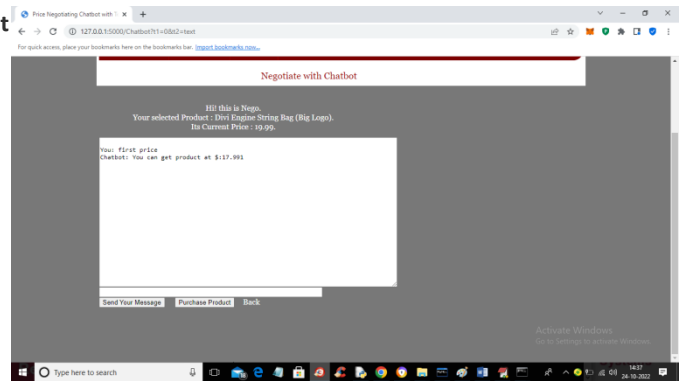 t
Price Negotiating Chatbot with T
127.0.0.1:5000/Chatbot?t1=0&t2=text
For quick access, place your bookmarks here on the bookmarks bar. Import bookmarks now...
Negotiate with Chatbot
Hi! this is Nego.
Your selected Product : Divi Engine String Bag (Big Logo).
Its Current Price : 19.99.
You: first price
Chatbot: You can get product at $:17.991
Send Your Message Purchase Product Back
Activate Windows
Go to Settings to activate Windows.
Type here to search
14:37
24-10-2022